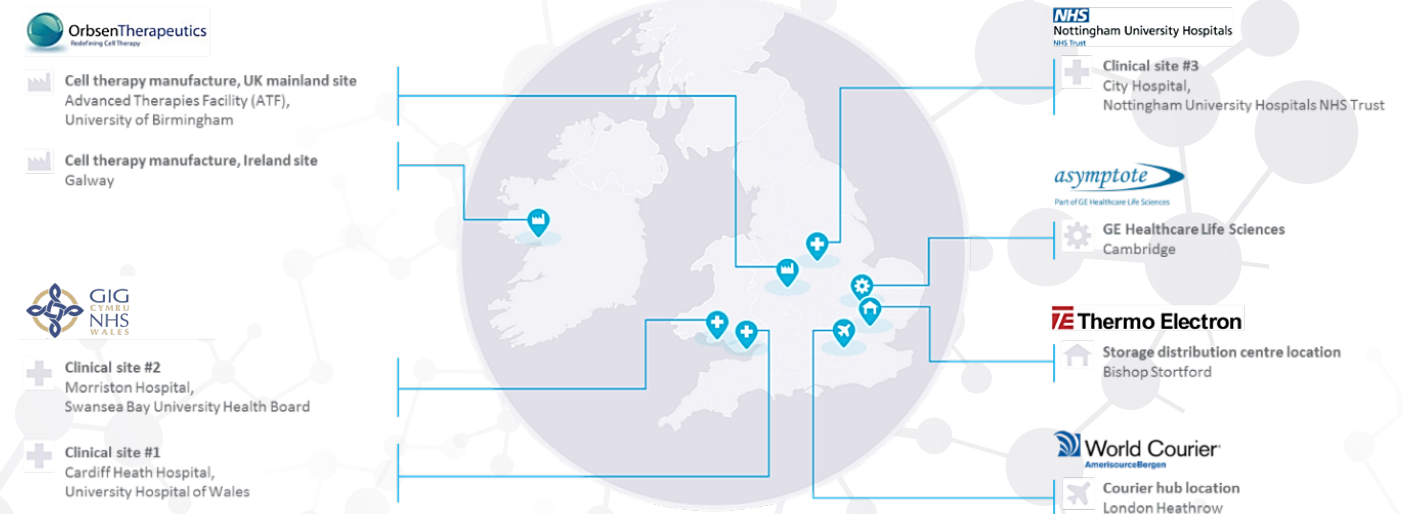 OrbsenTherapeutics
Redefining Cell Therapy
Cell therapy manufacture, UK mainland site
Advanced Therapies Facility (ATF),
University of Birmingham
Cell therapy manufacture, Ireland site
Galway
GIG
CYMRU
NHS
WALES
Clinical site #2
Morriston Hospital,
Swansea Bay University Health Board
Clinical site #1
Cardiff Heath Hospital,
University Hospital of Wales
NHS
Nottingham University Hospitals
NHS Trust
Clinical site #3
City Hospital,
Nottingham University Hospitals NHS Trust
asymptote
Part of GE Healthcare Life Sciences
GE Healthcare Life Sciences
Cambridge
TE Thermo Electron
Storage distribution centre location
Bishop Stortford
World Courier
AmerisourceBergen
Courier hub location
London Heathrow